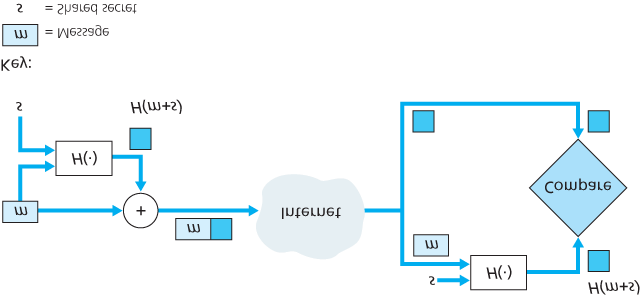 s = Shared secret
m = Message
Key:
s
H(m+s)
H(·)
Compare
m
+
Internet
m
m
s
H(·)
H(m+s)